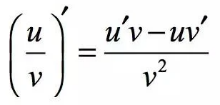 (u/v)′ = (u′v − uv′)/v²